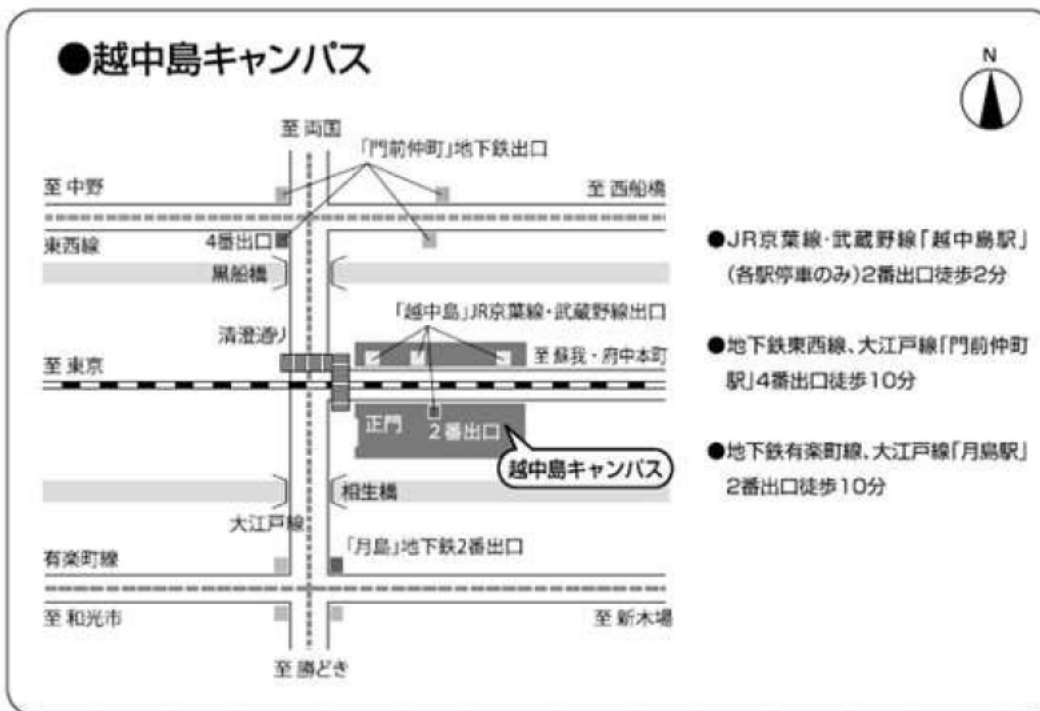 ●越中島キャンパス
N
至 両国
「門前仲町」地下鉄出口
至 中野
至 西船橋
東西線
4番出口
黒船橋
「越中島」JR京葉線・武蔵野線出口
清澄通り
至 東京
至 蘇我・府中本町
正門
2番出口
越中島キャンパス
相生橋
大江戸線
有楽町線
「月島」地下鉄2番出口
至 和光市
至 新木場
至 勝どき
●JR京葉線・武蔵野線「越中島駅」
(各駅停車のみ)2番出口徒歩2分
●地下鉄東西線、大江戸線「門前仲町
駅」4番出口徒歩10分
●地下鉄有楽町線、大江戸線「月島駅」
2番出口徒歩10分